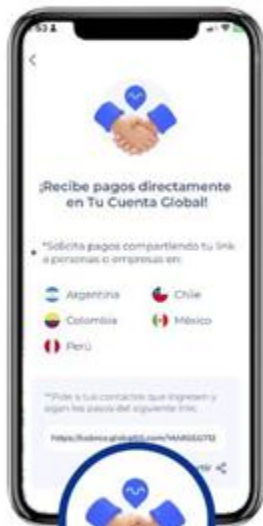 ¡Recibe pagos directamente
en Tu Cuenta Global!
*Solicita pagos compartiendo tu link
a personas o empresas en:
Argentina
Chile
Colombia
México
Perú
**Pide a tus contactos que ingresen y
sigan los pasos del siguiente link: